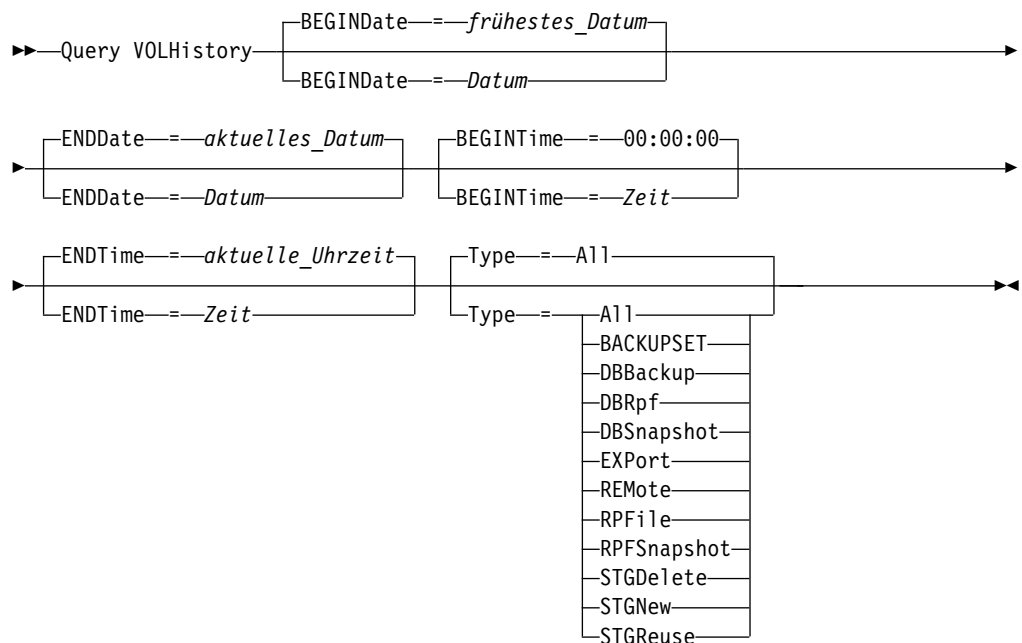 BEGINDate = frühestes_Datum
Query VOLHistory
BEGINDate = Datum
ENDDate = aktuelles_Datum BEGINTime = 00:00:00
ENDDate = Datum BEGINTime = Zeit
ENDTime = aktuelle_Uhrzeit Type = All
ENDTime = Zeit Type = All
BACKUPSET
DBBackup
DBRpf
DBSnapshot
EXPort
REMote
RPFile
RPFSnapshot
STGDelete
STGNew
STGReuse